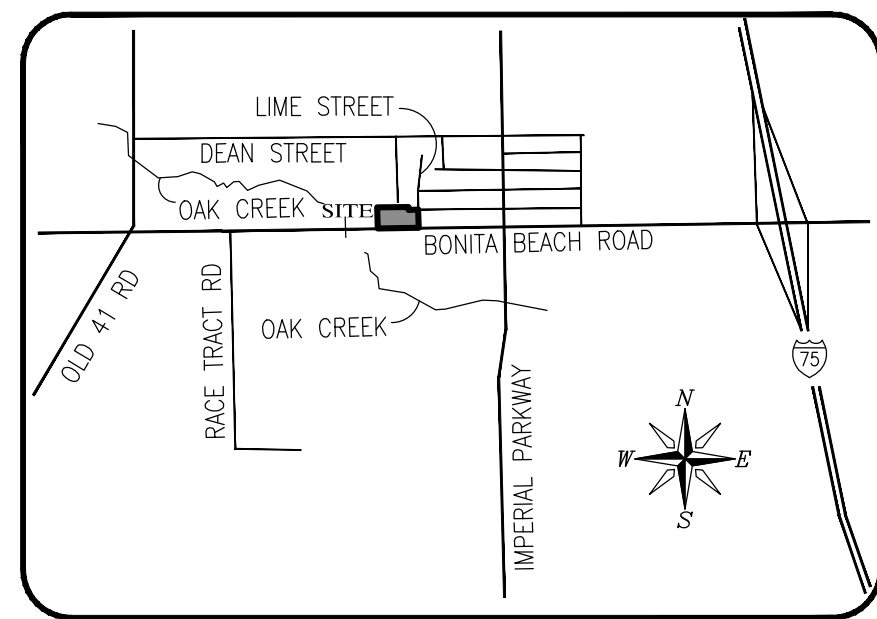 LIME STREET
DEAN STREET
OAK CREEK
SITE
BONITA BEACH ROAD
OLD 41 RD
RACE TRACT RD
OAK CREEK
75
IMPERIAL PARKWAY
N
W
E
S